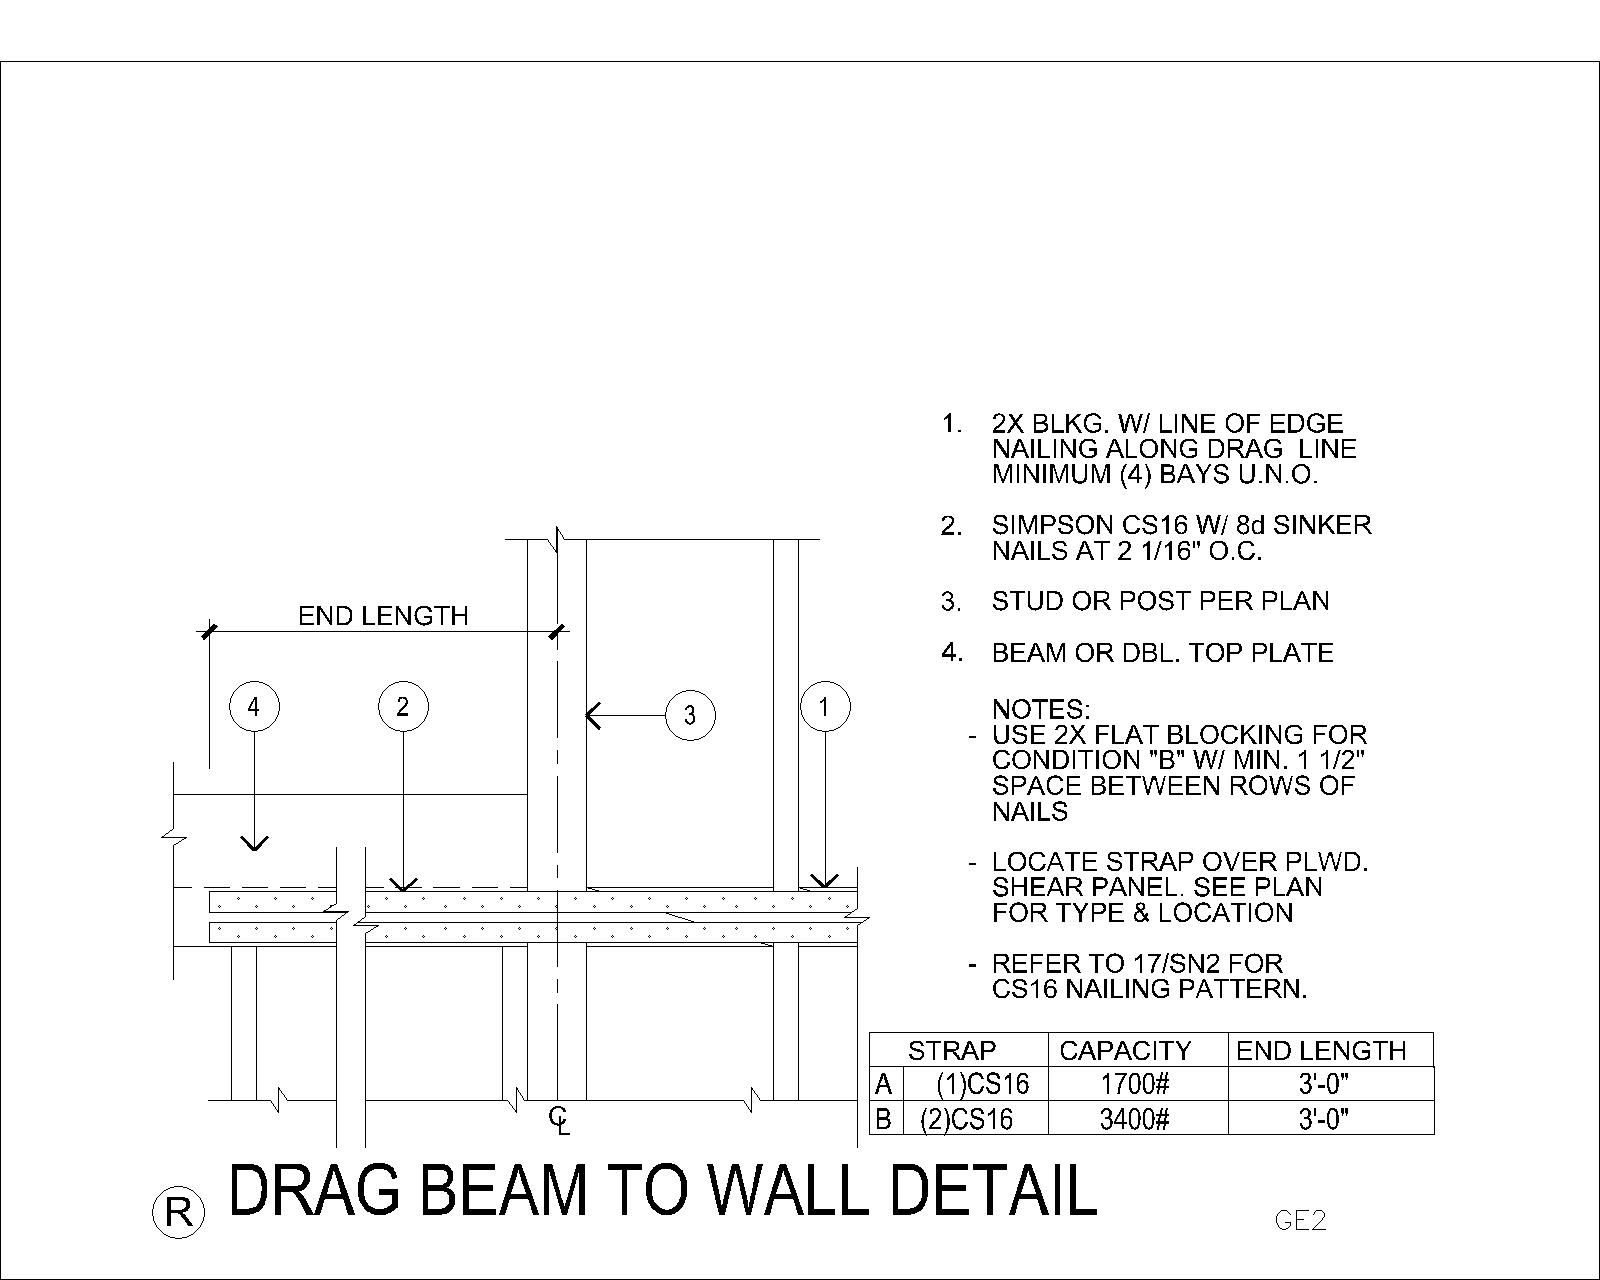 1. 2X BLKG. W/ LINE OF EDGE
NAILING ALONG DRAG LINE
MINIMUM (4) BAYS U.N.O.
2. SIMPSON CS16 W/ 8d SINKER
NAILS AT 2 1/16" O.C.
3. STUD OR POST PER PLAN
4. BEAM OR DBL. TOP PLATE
NOTES:
- USE 2X FLAT BLOCKING FOR
CONDITION "B" W/ MIN. 1 1/2"
SPACE BETWEEN ROWS OF
NAILS
- LOCATE STRAP OVER PLWD.
SHEAR PANEL. SEE PLAN
FOR TYPE & LOCATION
- REFER TO 17/SN2 FOR
CS16 NAILING PATTERN.
END LENGTH
4 2 3 1
CL
STRAP CAPACITY END LENGTH
A (1)CS16 1700# 3'-0"
B (2)CS16 3400# 3'-0"
R DRAG BEAM TO WALL DETAIL
GE2